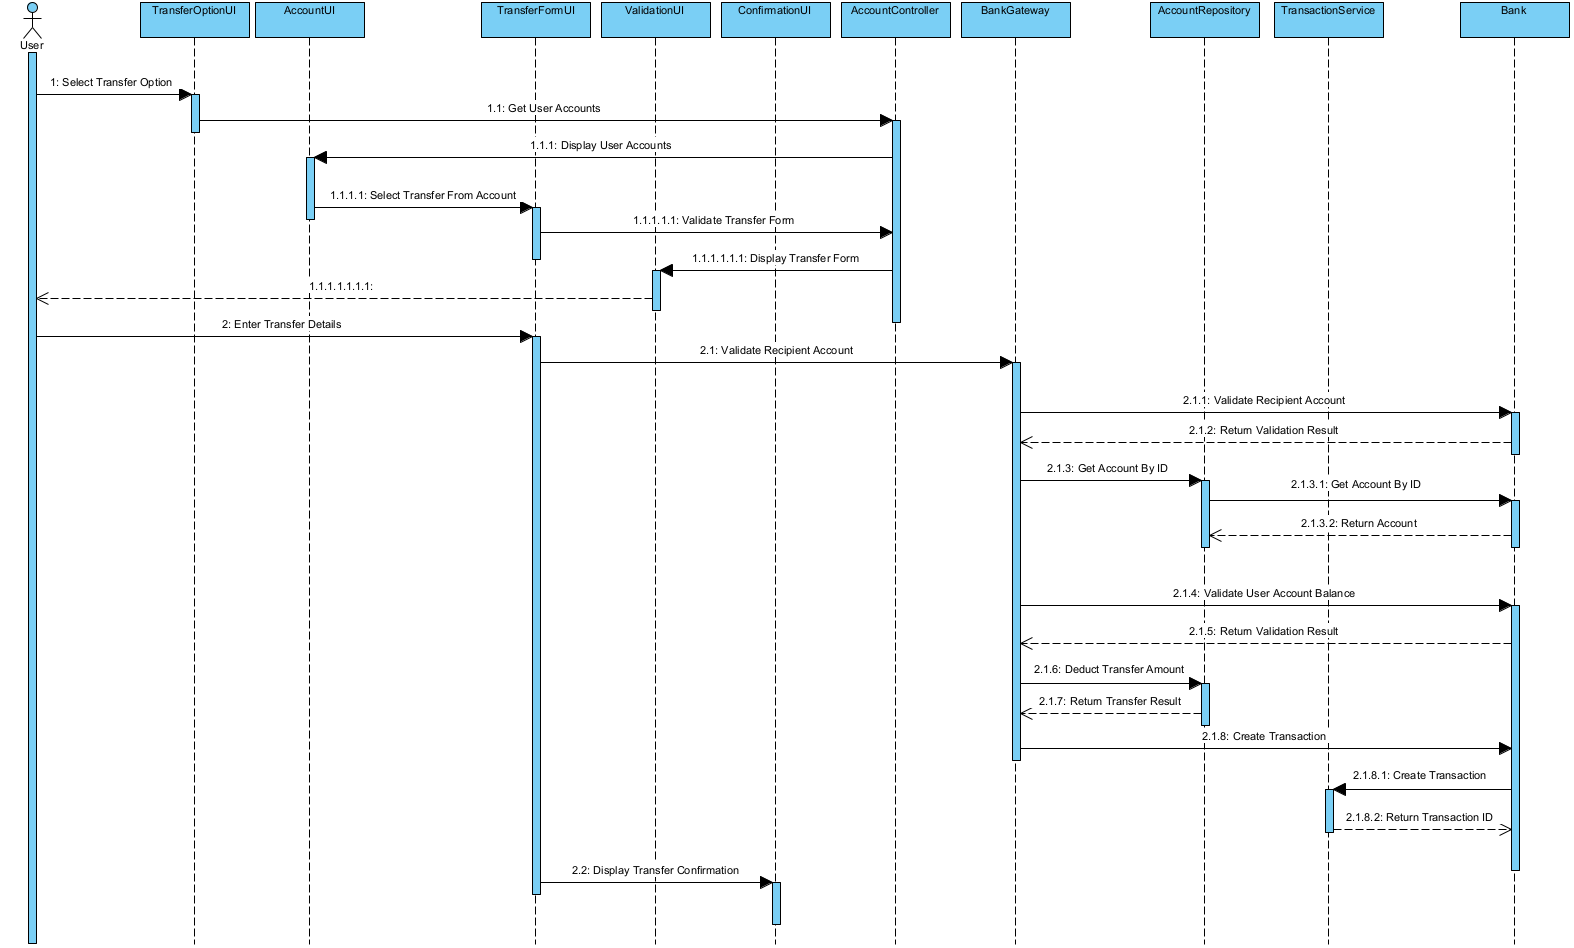 TransferOptionUI
AccountUI
TransferFormUI
ValidationUI
ConfirmationUI
AccountController
BankGateway
AccountRepository
TransactionService
Bank
User
1: Select Transfer Option
1.1: Get User Accounts
1.1.1: Display User Accounts
1.1.1.1: Select Transfer From Account
1.1.1.1.1: Validate Transfer Form
1.1.1.1.1.1: Display Transfer Form
1.1.1.1.1.1.1:
2: Enter Transfer Details
2.1: Validate Recipient Account
2.1.1: Validate Recipient Account
2.1.2: Return Validation Result
2.1.3: Get Account By ID
2.1.3.1: Get Account By ID
2.1.3.2: Return Account
2.1.4: Validate User Account Balance
2.1.5: Return Validation Result
2.1.6: Deduct Transfer Amount
2.1.7: Return Transfer Result
2.1.8: Create Transaction
2.1.8.1: Create Transaction
2.1.8.2: Return Transaction ID
2.2: Display Transfer Confirmation